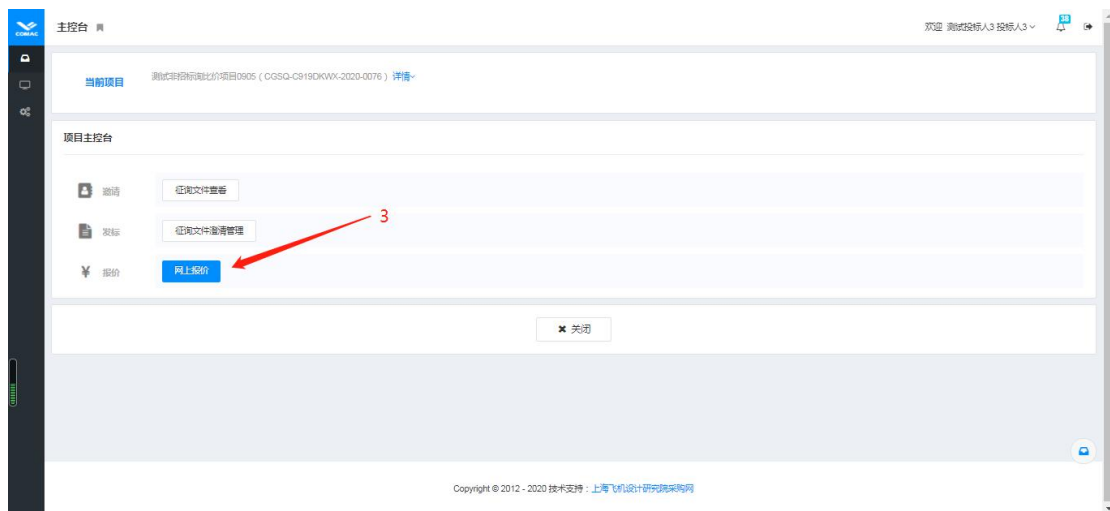 COMAC
主控台
欢迎 测试投标人3 投标人3
38
当前项目
测试非招标询比价项目0905 ( CGSQ-C919DKWX-2020-0076 ) 详情
项目主控台
邀请
征询文件查看
发标
征询文件澄清管理
3
报价
网上报价
关闭
Copyright © 2012 - 2020 技术支持：上海飞机设计研究院采购网